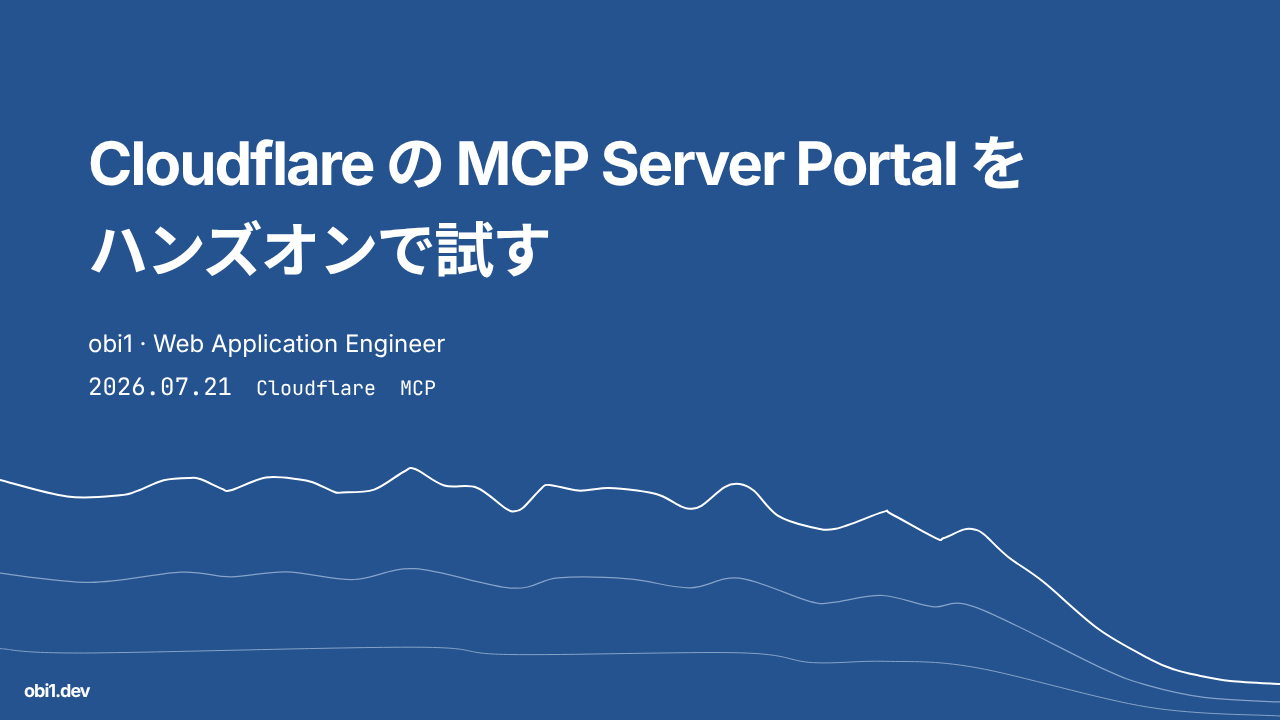 Cloudflare の MCP Server Portal を
ハンズオンで試す
obi1 · Web Application Engineer
2026.07.21 Cloudflare MCP
obi1.dev